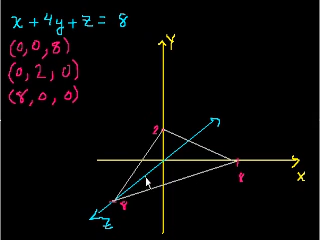 x + 4y + z = 8
(0, 0, 8)
(0, 2, 0)
(8, 0, 0)
Y
2
8
X
8
Z